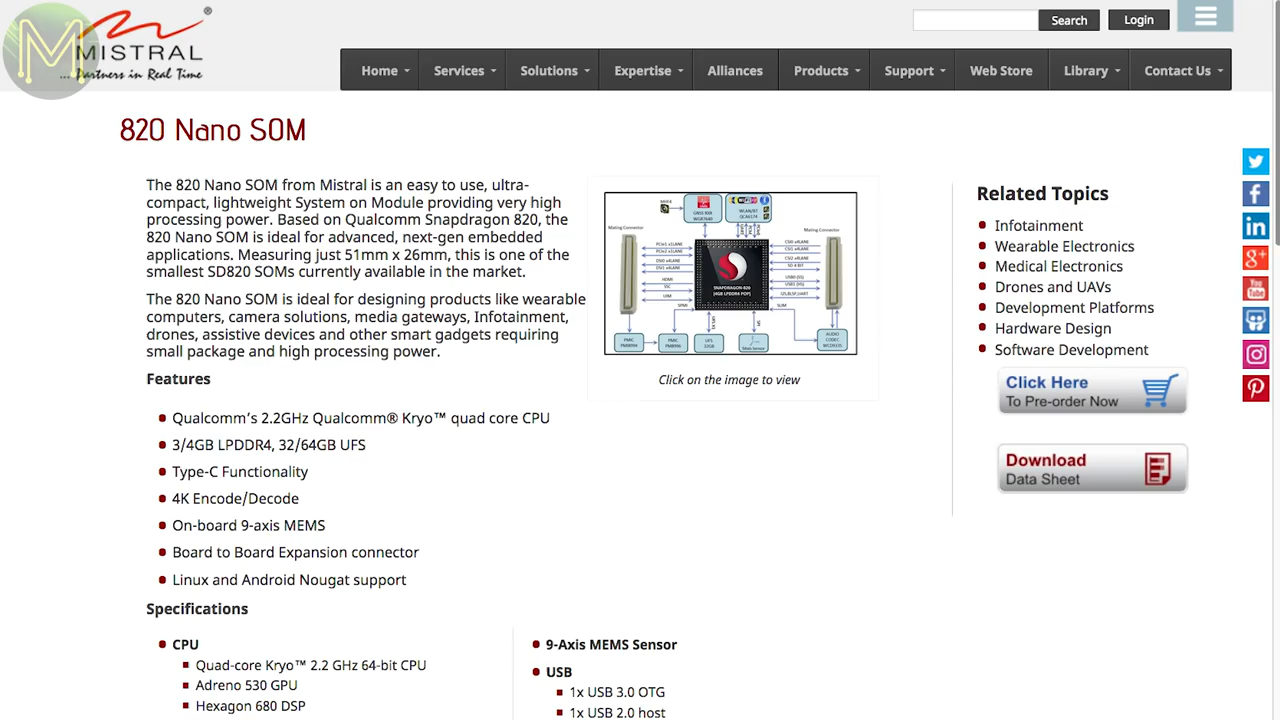 M
MISTRAL®
...Partners in Real Time
Search
Login
Home
Services
Solutions
Expertise
Alliances
Products
Support
Web Store
Library
Contact Us
820 Nano SOM
The 820 Nano SOM from Mistral is an easy to use, ultra-
compact, lightweight System on Module providing very high
processing power. Based on Qualcomm Snapdragon 820, the
820 Nano SOM is ideal for advanced, next-gen embedded
applications. Measuring just 51mm x 26mm, this is one of the
smallest SD820 SOMs currently available in the market.
The 820 Nano SOM is ideal for designing products like wearable
computers, camera solutions, media gateways, Infotainment,
drones, assistive devices and other smart gadgets requiring
small package and high processing power.
Mating Connector
Mating Connector
SNAPDRAGON 820
(4GB LPDDR4 POP)
HDMI
Click on the image to view
Features
Qualcomm's 2.2GHz Qualcomm® Kryo™ quad core CPU
3/4GB LPDDR4, 32/64GB UFS
Type-C Functionality
4K Encode/Decode
On-board 9-axis MEMS
Board to Board Expansion connector
Linux and Android Nougat support
Specifications
CPU
Quad-core Kryo™ 2.2 GHz 64-bit CPU
Adreno 530 GPU
Hexagon 680 DSP
9-Axis MEMS Sensor
USB
1x USB 3.0 OTG
1x USB 2.0 host
Related Topics
Infotainment
Wearable Electronics
Medical Electronics
Drones and UAVs
Development Platforms
Hardware Design
Software Development
Click Here
To Pre-order Now
Download
Data Sheet